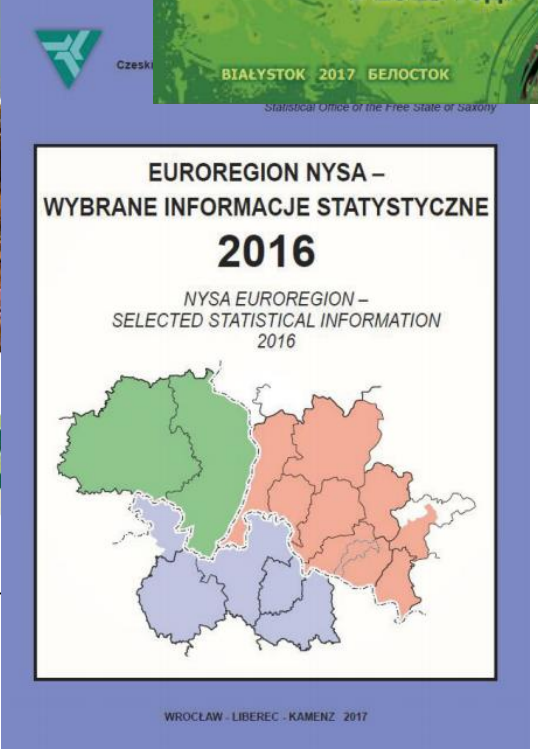 BIAŁYSTOK 2017 БЕЛОСТОК
Statistical Office of the Free State of Saxony
EUROREGION NYSA –
WYBRANE INFORMACJE STATYSTYCZNE
2016
NYSA EUROREGION –
SELECTED STATISTICAL INFORMATION
2016
WROCŁAW - LIBEREC - KAMENZ 2017